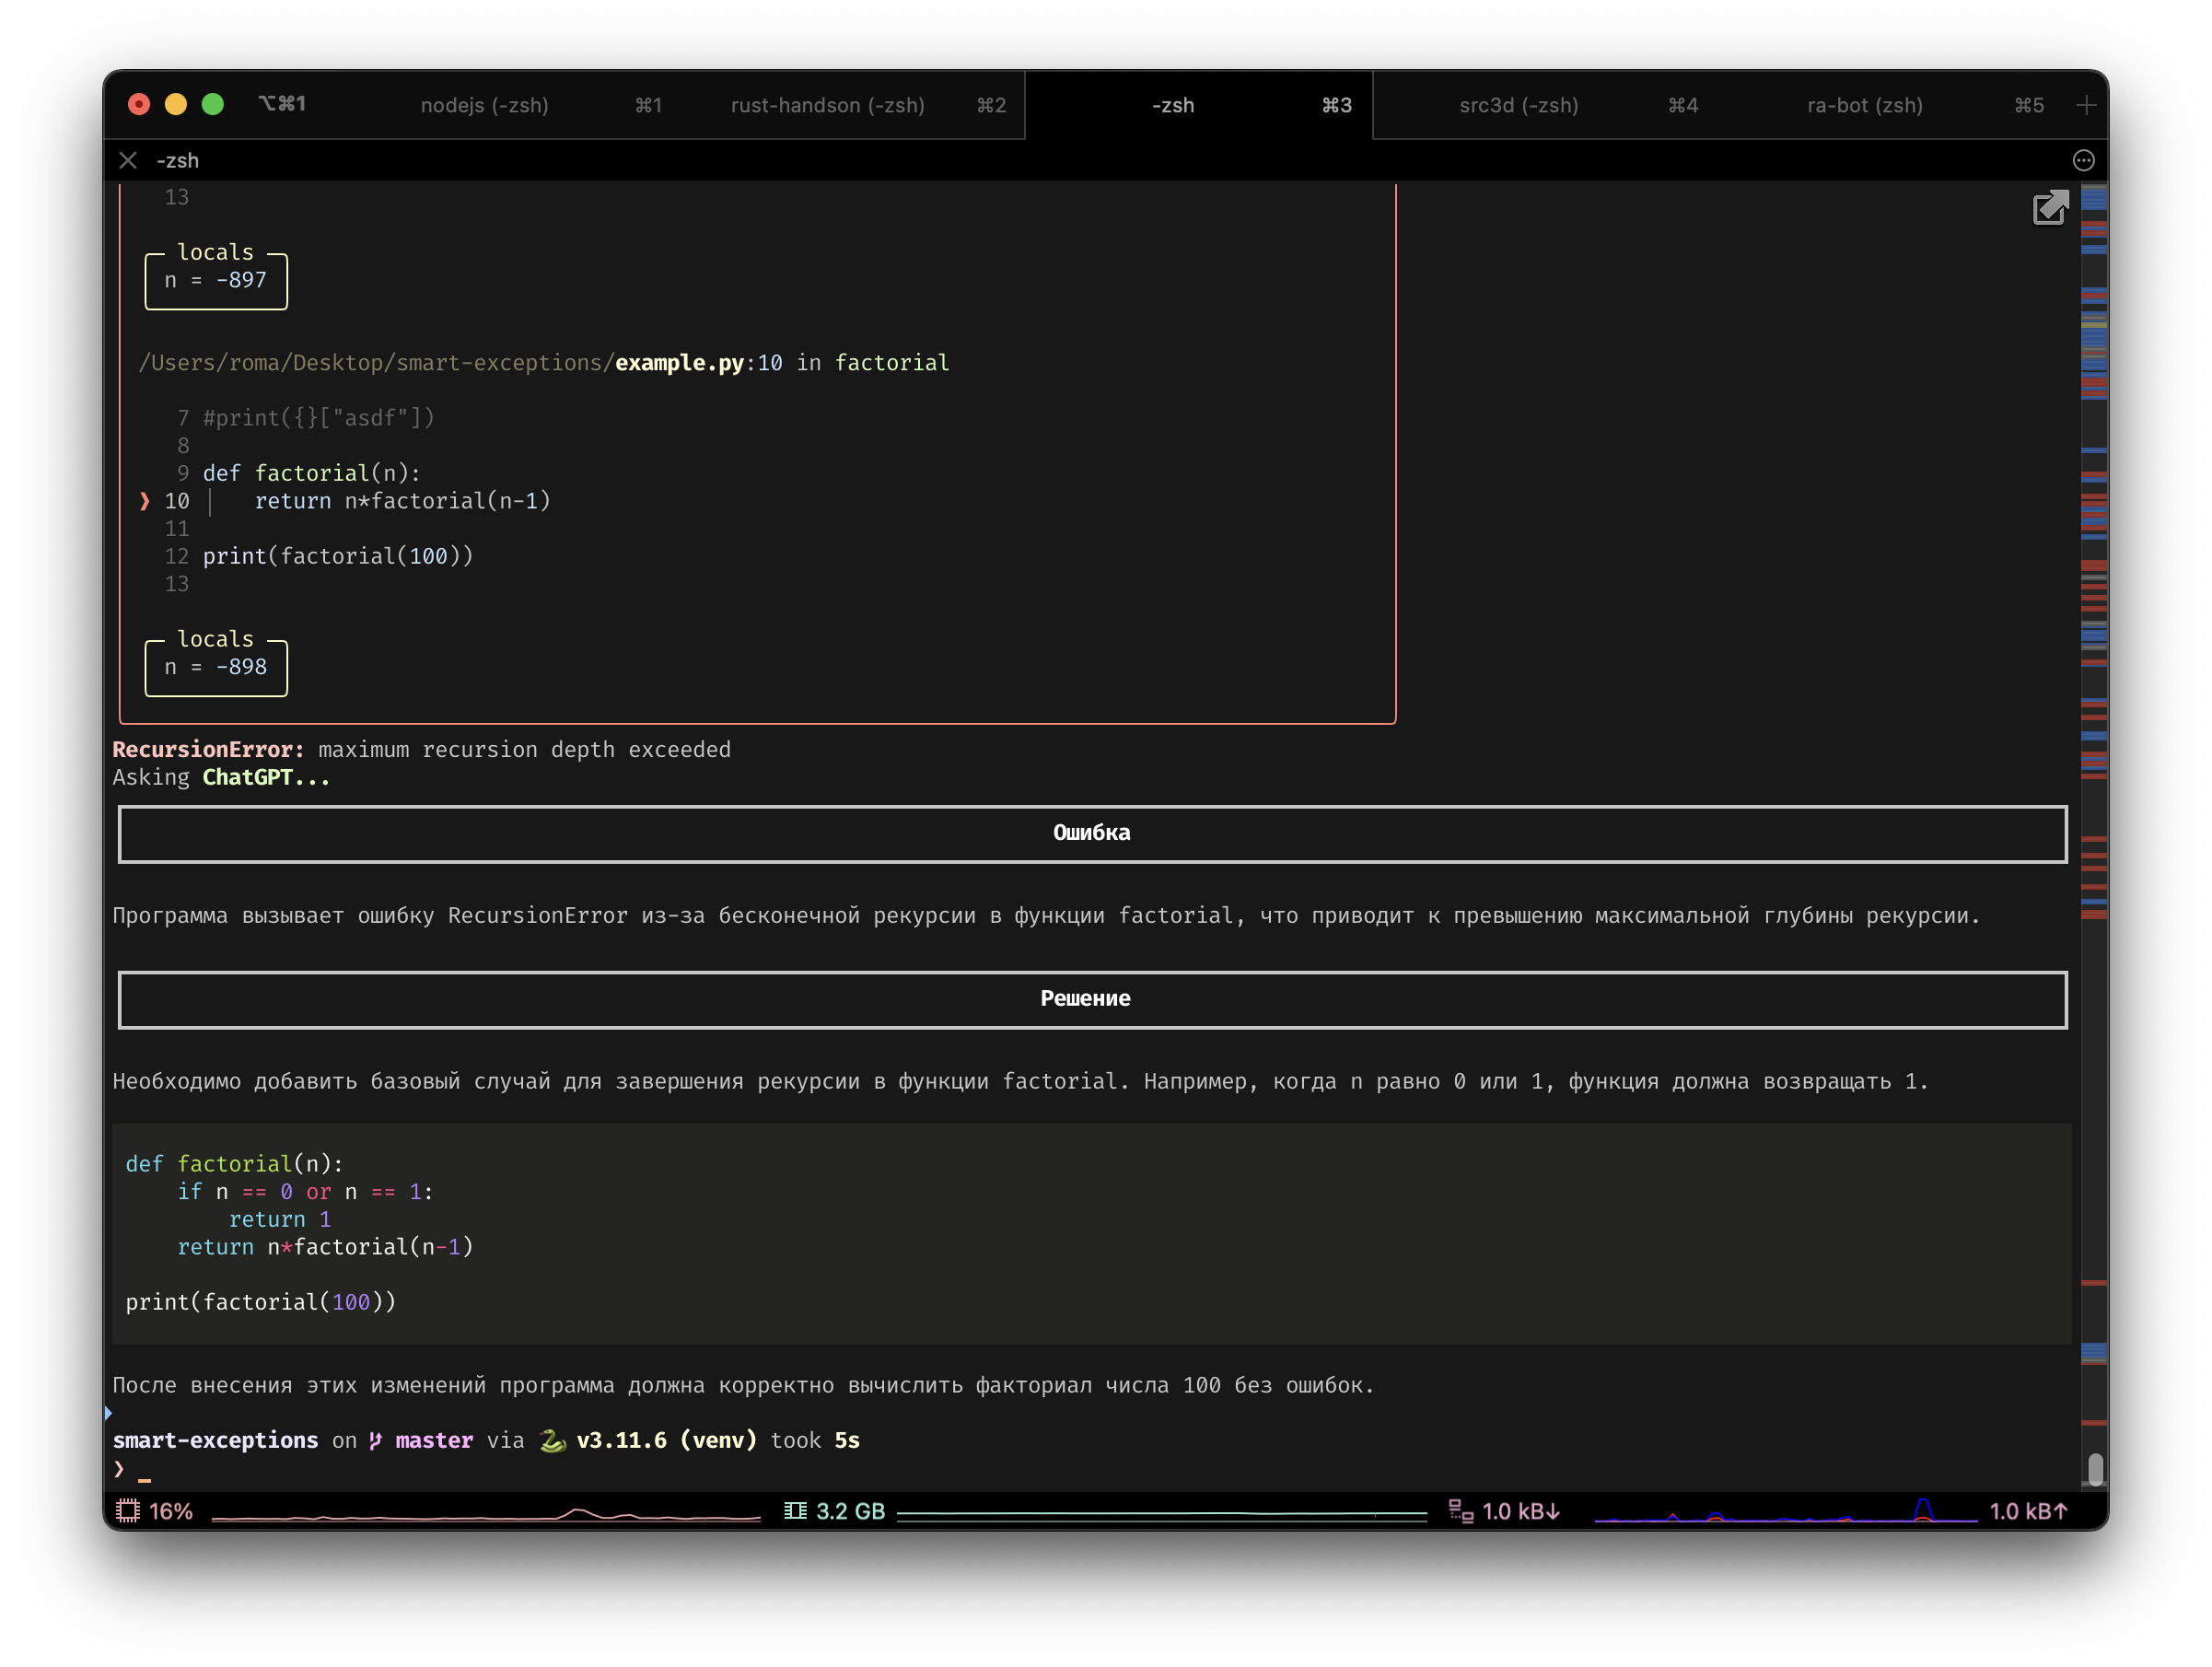 ⌥⌘1 nodejs (-zsh) ⌘1 rust-handson (-zsh) ⌘2 -zsh ⌘3 src3d (-zsh) ⌘4 ra-bot (zsh) ⌘5
-zsh
13
locals
n = -897
/Users/roma/Desktop/smart-exceptions/example.py:10 in factorial
7 #print({}["asdf"])
8
9 def factorial(n):
❱ 10 return n*factorial(n-1)
11
12 print(factorial(100))
13
locals
n = -898
RecursionError: maximum recursion depth exceeded
Asking ChatGPT...
Ошибка
Программа вызывает ошибку RecursionError из-за бесконечной рекурсии в функции factorial, что приводит к превышению максимальной глубины рекурсии.
Решение
Необходимо добавить базовый случай для завершения рекурсии в функции factorial. Например, когда n равно 0 или 1, функция должна возвращать 1.
def factorial(n):
    if n == 0 or n == 1:
        return 1
    return n*factorial(n-1)
print(factorial(100))
После внесения этих изменений программа должна корректно вычислить факториал числа 100 без ошибок.
smart-exceptions on master via 🐍 v3.11.6 (venv) took 5s
❯ _
16% 3.2 GB 1.0 kB↓ 1.0 kB↑